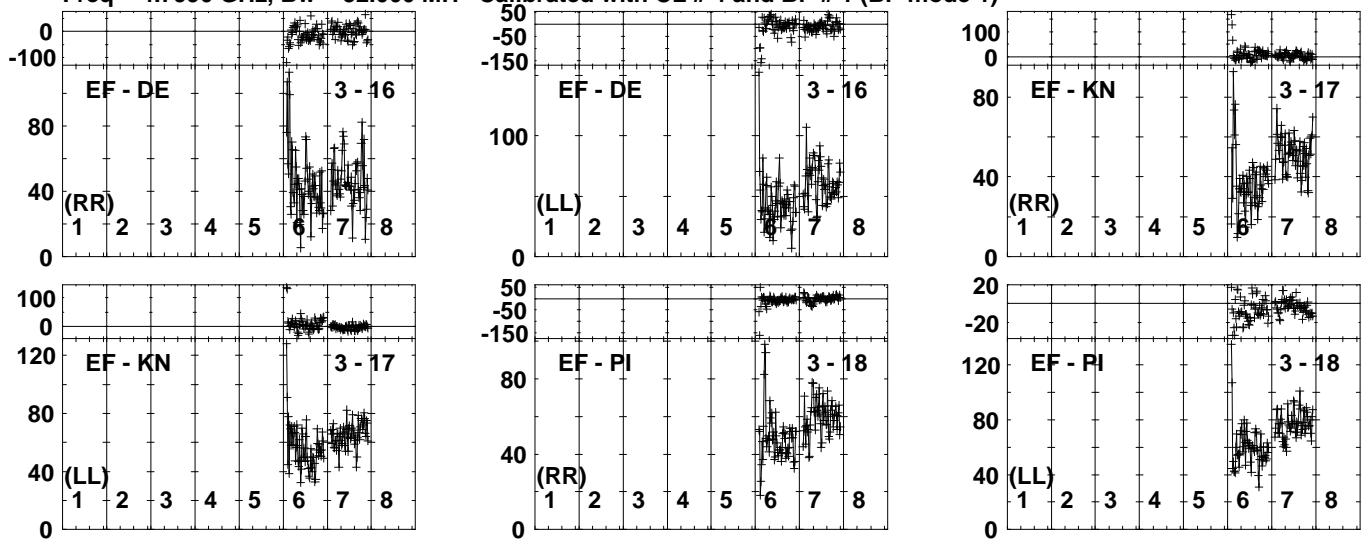 Freq GHz, Bw = 32.000 MH Calibrated with CL # and BP # (BP mode 1)
0
-100
EF - DE 3 - 16
80
40
(RR)
1 2 3 4 5 6 7 8
0
50
-50
-150
EF - DE 3 - 16
100
(LL)
1 2 3 4 5 6 7 8
0
100
0
EF - KN 3 - 17
80
40
(RR)
1 2 3 4 5 6 7 8
0
100
0
EF - KN 3 - 17
120
80
40
(LL)
1 2 3 4 5 6 7 8
0
50
-50
-150
EF - PI 3 - 18
80
40
(RR)
1 2 3 4 5 6 7 8
0
20
-20
EF - PI 3 - 18
120
80
40
(LL)
1 2 3 4 5 6 7 8
0